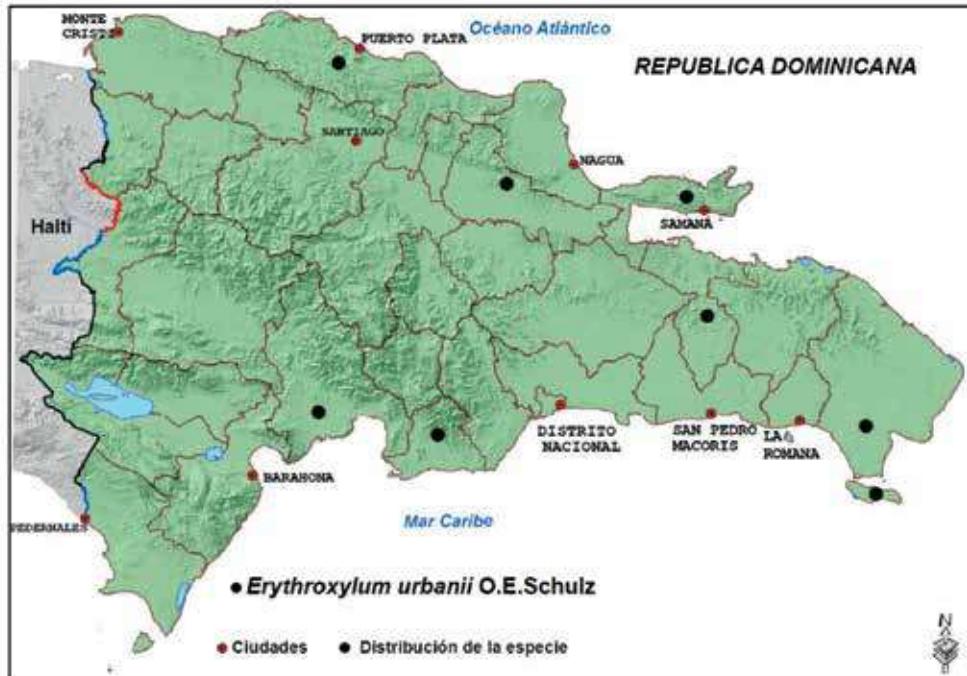 MONTE
CRISTI
PUERTO PLATA
Océano Atlántico
REPUBLICA DOMINICANA
SANTIAGO
NAGUA
SAMANA
Haití
DISTRITO
NACIONAL
SAN PEDRO
MACORIS
LA
ROMANA
BARAHONA
PEDERNALES
Mar Caribe
Erythroxylum urbanii O.E.Schulz
Ciudades
Distribución de la especie
N